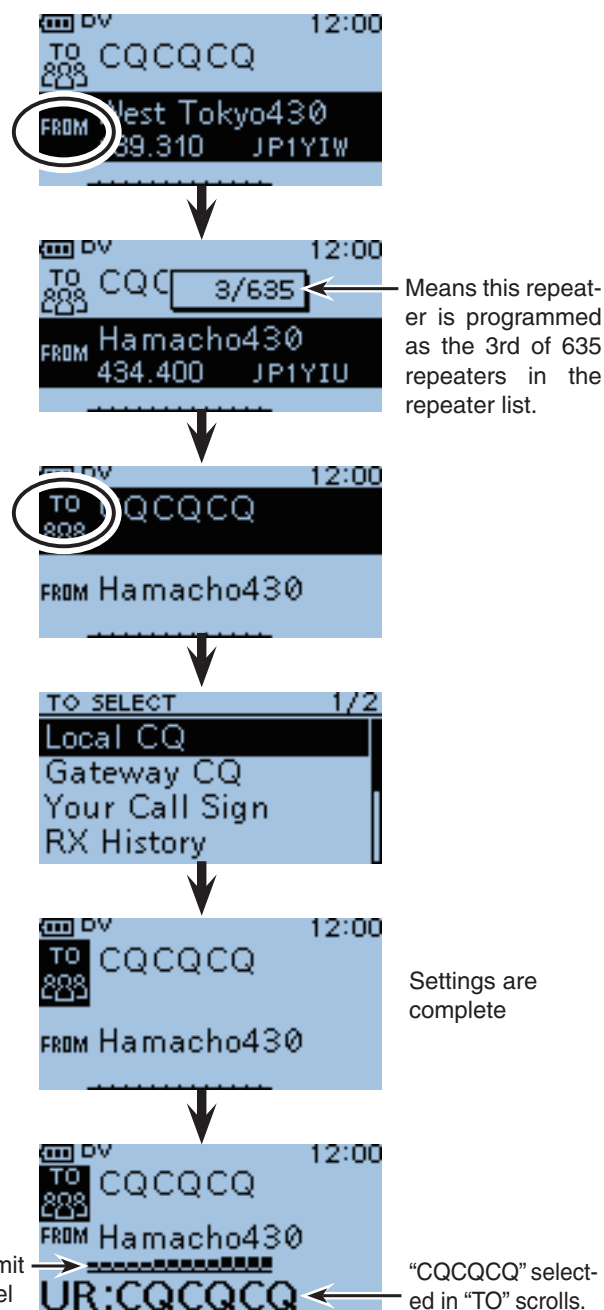 DV 12:00
TO CQCQCQ
FROM West Tokyo430
439.310 JP1YIW
DV 12:00
TO CQC 3/635
FROM Hamacho430
434.400 JP1YIU
Means this repeat-
er is programmed
as the 3rd of 635
repeaters in the
repeater list.
DV 12:00
TO CQCQCQ
FROM Hamacho430
TO SELECT 1/2
Local CQ
Gateway CQ
Your Call Sign
RX History
DV 12:00
TO CQCQCQ
FROM Hamacho430
Settings are
complete
DV 12:00
TO CQCQCQ
FROM Hamacho430
mit
el
UR:CQCQCQ
“CQCQCQ” select-
ed in “TO” scrolls.